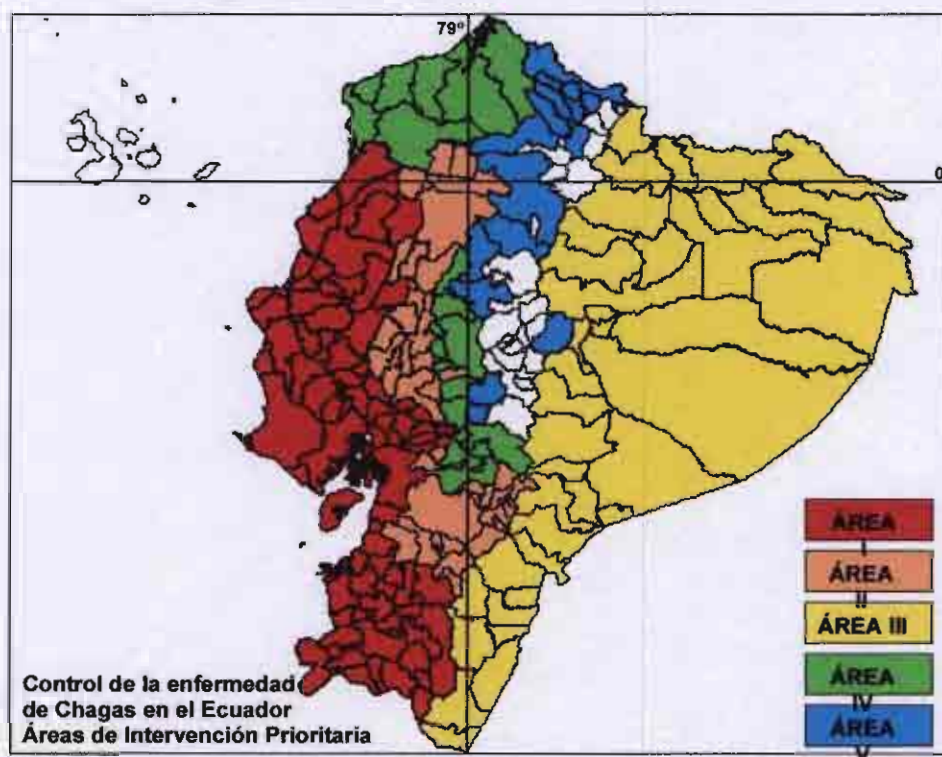 79º
0
ÁREA
I
ÁREA
II
ÁREA III
ÁREA
IV
ÁREA
V
Control de la enfermedad
de Chagas en el Ecuador
Áreas de Intervención Prioritaria